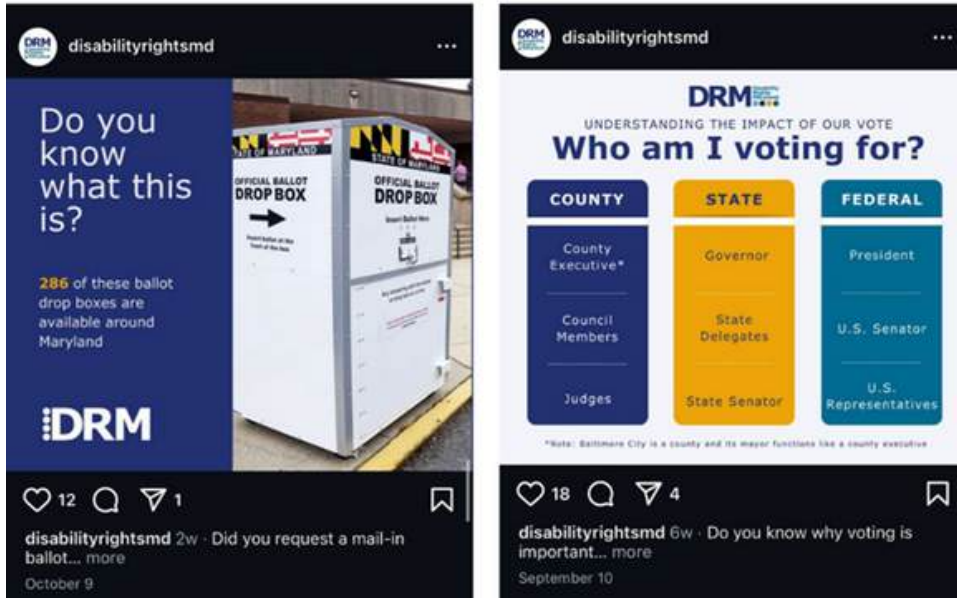 disabilityrightsmd
Do you
know
what this
is?
286 of these ballot
drop boxes are
available around
Maryland
DRM
STATE OF MARYLAND
OFFICIAL BALLOT
DROP BOX
STATE OF MARYLAND
OFFICIAL BALLOT
DROP BOX
Insert Ballot Here
12
1
disabilityrightsmd 2w · Did you request a mail-in
ballot... more
October 9
disabilityrightsmd
DRM
UNDERSTANDING THE IMPACT OF OUR VOTE
Who am I voting for?
COUNTY
County
Executive*
Council
Members
Judges
STATE
Governor
State
Delegates
State Senator
FEDERAL
President
U.S. Senator
U.S.
Representatives
*Note: Baltimore City is a county and its mayor functions like a county executive
18
4
disabilityrightsmd 6w · Do you know why voting is
important... more
September 10